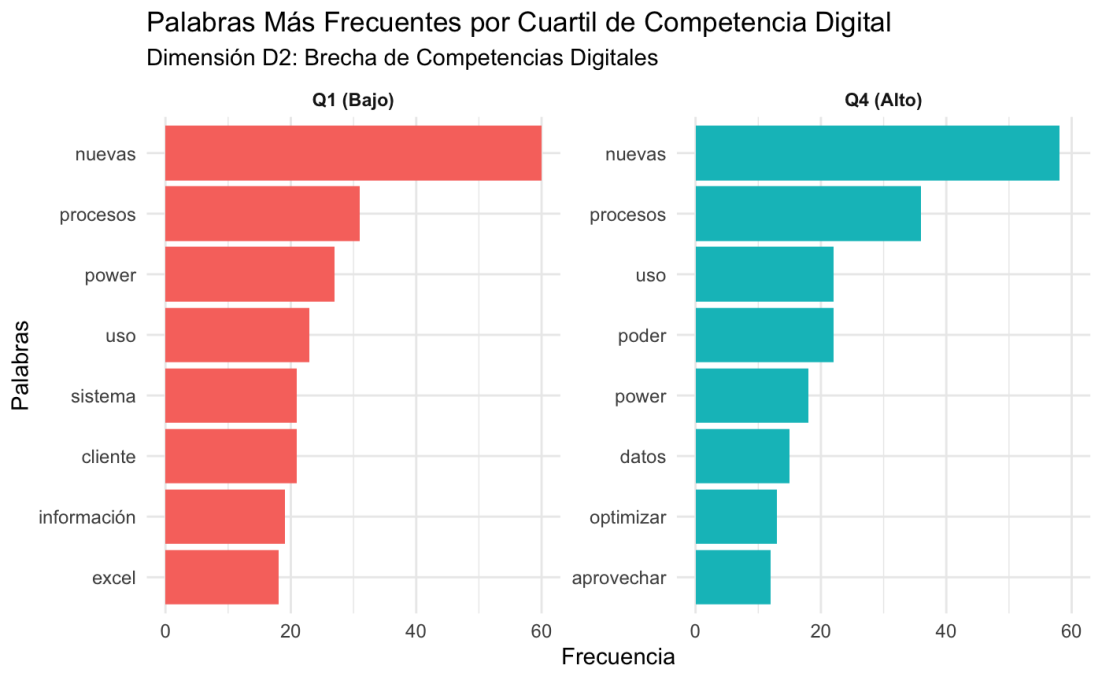 Palabras Más Frecuentes por Cuartil de Competencia Digital
Dimensión D2: Brecha de Competencias Digitales
Q1 (Bajo)
nuevas
procesos
power
uso
sistema
cliente
información
excel
0 20 40 60
Q4 (Alto)
nuevas
procesos
uso
poder
power
datos
optimizar
aprovechar
0 20 40 60
Palabras
Frecuencia